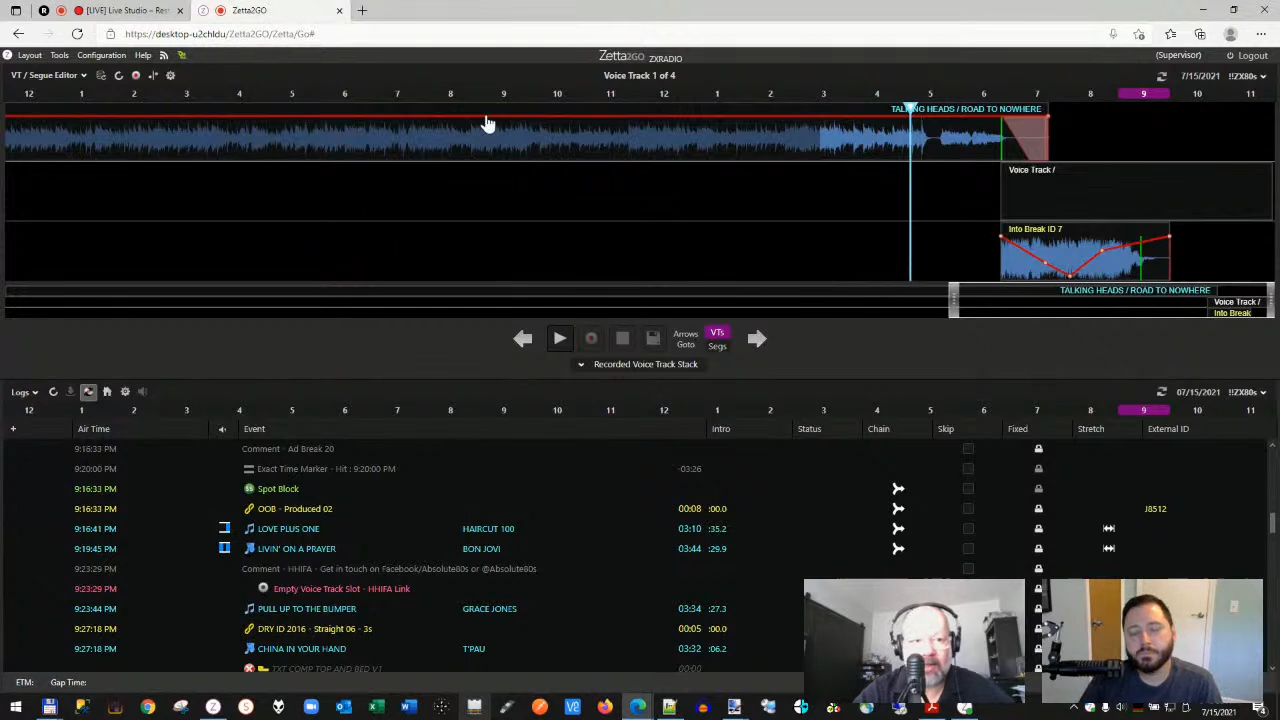 [LIVE] Live Studio – Rest
Zetta2GO
https://desktop-u2chldu/Zetta2GO/Zetta/Go#
Layout Tools Configuration Help
Zetta2GO ZXRADIO
(Supervisor) Logout
VT / Segue Editor
Voice Track 1 of 4
7/15/2021 !!ZX80s
12 1 2 3 4 5 6 7 8 9 10 11 12 1 2 3 4 5 6 7 8 9 10 11
TALKING HEADS / ROAD TO NOWHERE
Voice Track /
Into Break ID 7
TALKING HEADS / ROAD TO NOWHERE
Voice Track /
Into Break
Arrows Goto
VTs
Segs
Recorded Voice Track Stack
Logs
07/15/2021 !!ZX80s
12 1 2 3 4 5 6 7 8 9 10 11 12 1 2 3 4 5 6 7 8 9 10 11
+ Air Time Event Intro Status Chain Skip Fixed Stretch External ID
9:16:33 PM Comment - Ad Break 20
9:20:00 PM Exact Time Marker - Hit : 9:20:00 PM -03:26
9:16:33 PM Spot Block
9:16:33 PM OOB - Produced 02 00:08 :00.0 J8512
9:16:41 PM LOVE PLUS ONE HAIRCUT 100 03:10 :35.2
9:19:45 PM LIVIN' ON A PRAYER BON JOVI 03:44 :29.9
9:23:29 PM Comment - HHIFA - Get in touch on Facebook/Absolute80s or @Absolute80s
9:23:29 PM Empty Voice Track Slot - HHIFA Link
9:23:44 PM PULL UP TO THE BUMPER GRACE JONES 03:34 :27.3
9:27:18 PM DRY ID 2016 - Straight 06 - 3s 00:05 :00.0
9:27:18 PM CHINA IN YOUR HAND T'PAU 03:32 :06.2
TXT COMP TOP AND BED V1 00:00
ETM: Gap Time:
7/15/2021